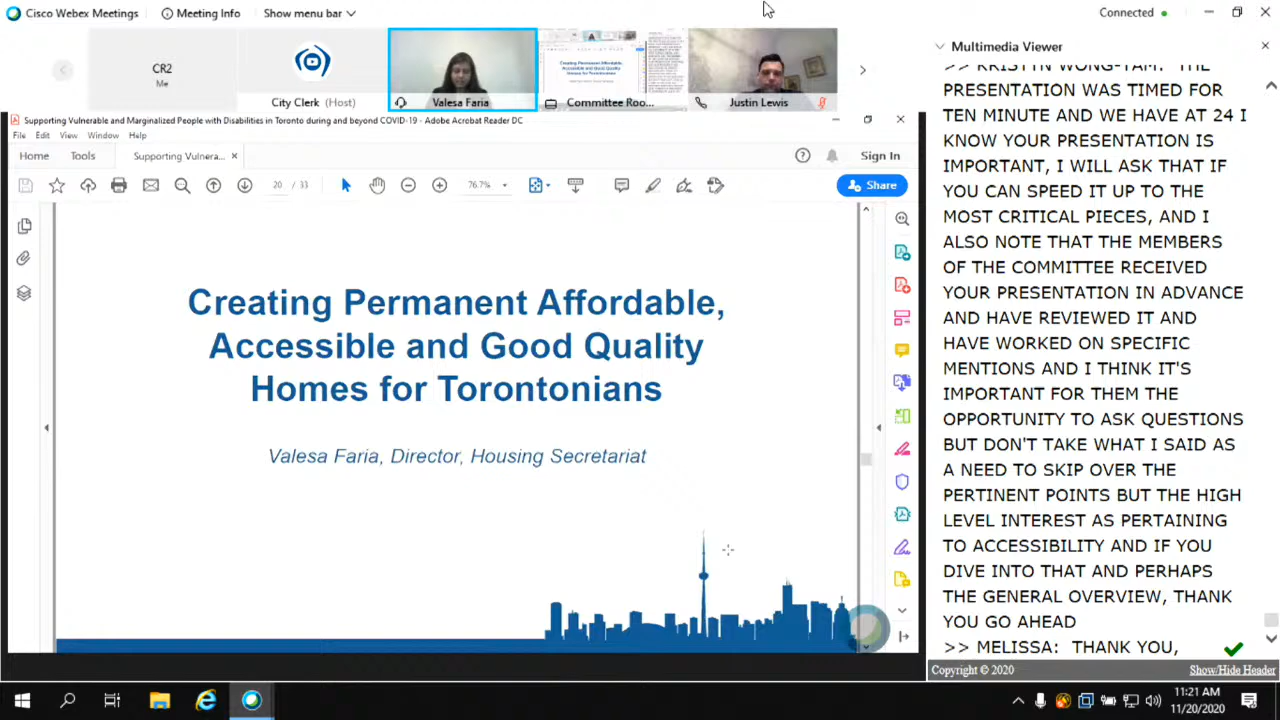 Cisco Webex Meetings
Meeting Info
Show menu bar
Connected
CR2
Me
City Clerk (Host)
Valesa Faria
Committee Roo...
Justin Lewis
Supporting Vulnerable and Marginalized People with Disabilities in Toronto during and beyond COVID-19 - Adobe Acrobat Reader DC
File Edit View Window Help
Home Tools Supporting Vulnera... Sign In
20 / 33 76.7% Share
Creating Permanent Affordable,
Accessible and Good Quality
Homes for Torontonians
Valesa Faria, Director, Housing Secretariat
Multimedia Viewer
PRESENTATION WAS TIMED FOR
TEN MINUTE AND WE HAVE AT 24 I
KNOW YOUR PRESENTATION IS
IMPORTANT, I WILL ASK THAT IF
YOU CAN SPEED IT UP TO THE
MOST CRITICAL PIECES, AND I
ALSO NOTE THAT THE MEMBERS
OF THE COMMITTEE RECEIVED
YOUR PRESENTATION IN ADVANCE
AND HAVE REVIEWED IT AND
HAVE WORKED ON SPECIFIC
MENTIONS AND I THINK IT'S
IMPORTANT FOR THEM THE
OPPORTUNITY TO ASK QUESTIONS
BUT DON'T TAKE WHAT I SAID AS
A NEED TO SKIP OVER THE
PERTINENT POINTS BUT THE HIGH
LEVEL INTEREST AS PERTAINING
TO ACCESSIBILITY AND IF YOU
DIVE INTO THAT AND PERHAPS
THE GENERAL OVERVIEW, THANK
YOU GO AHEAD
>> MELISSA: THANK YOU,
Copyright © 2020 Show/Hide Header
11:21 AM
11/20/2020